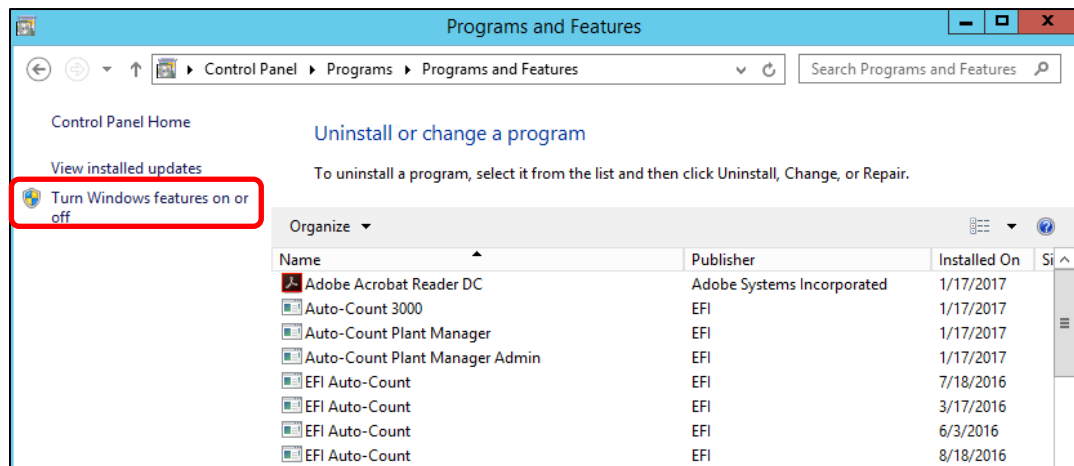 Programs and Features
Control Panel Programs Programs and Features
Search Programs and Features
Control Panel Home
Uninstall or change a program
View installed updates
To uninstall a program, select it from the list and then click Uninstall, Change, or Repair.
Turn Windows features on or
off
Organize
Name Publisher Installed On Si
Adobe Acrobat Reader DC Adobe Systems Incorporated 1/17/2017
Auto-Count 3000 EFI 1/17/2017
Auto-Count Plant Manager EFI 1/17/2017
Auto-Count Plant Manager Admin EFI 1/17/2017
EFI Auto-Count EFI 7/18/2016
EFI Auto-Count EFI 3/17/2016
EFI Auto-Count EFI 6/3/2016
EFI Auto-Count EFI 8/18/2016